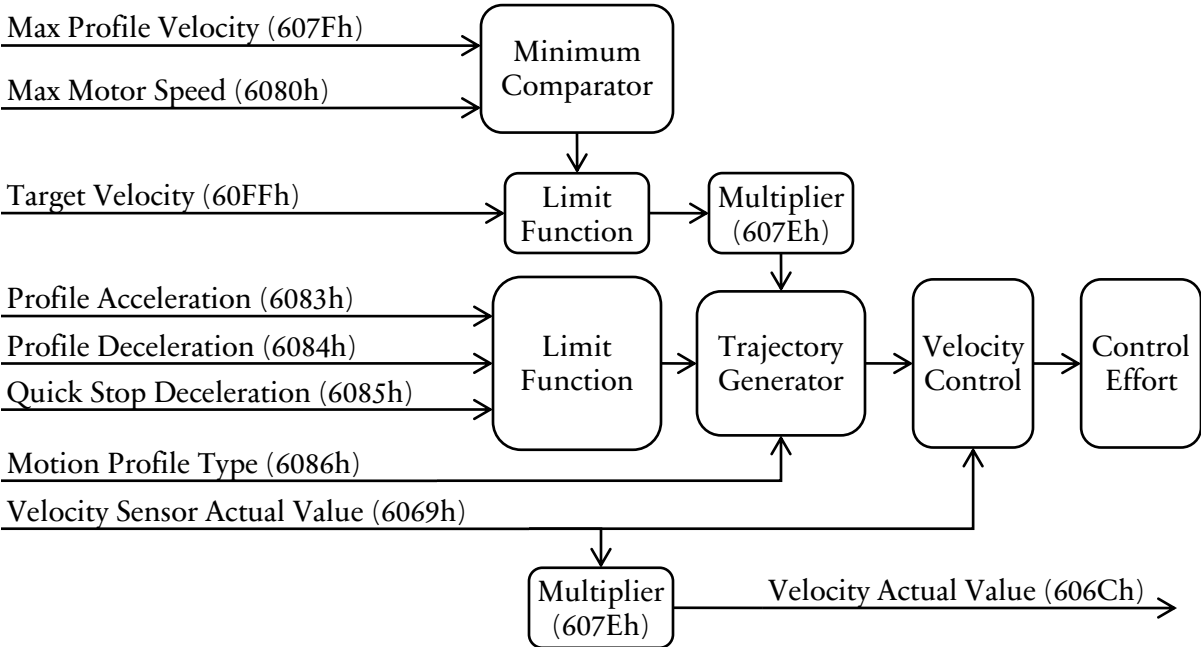 Max Profile Velocity (607Fh)
Minimum
Comparator
Max Motor Speed (6080h)
Target Velocity (60FFh)
Limit
Function
Multiplier
(607Eh)
Profile Acceleration (6083h)
Profile Deceleration (6084h)
Quick Stop Deceleration (6085h)
Limit
Function
Trajectory
Generator
Velocity
Control
Control
Effort
Motion Profile Type (6086h)
Velocity Sensor Actual Value (6069h)
Multiplier
(607Eh)
Velocity Actual Value (606Ch)